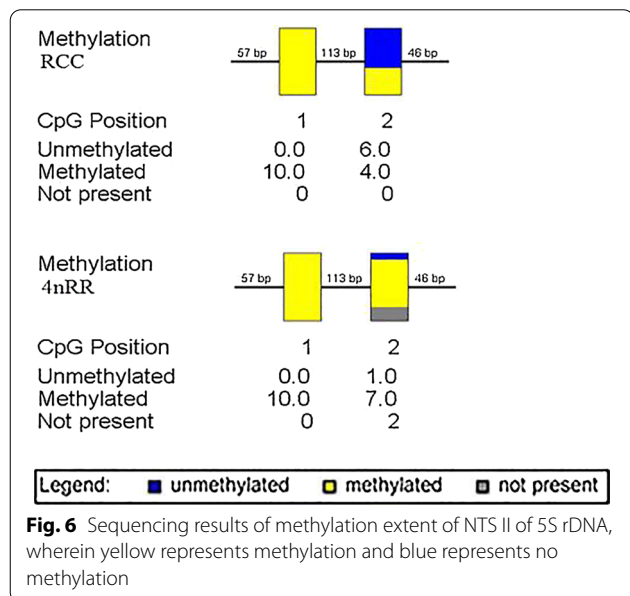 Methylation
RCC
57 bp 113 bp 46 bp
CpG Position 1 2
Unmethylated 0.0 6.0
Methylated 10.0 4.0
Not present 0 0
Methylation
4nRR
57 bp 113 bp 46 bp
CpG Position 1 2
Unmethylated 0.0 1.0
Methylated 10.0 7.0
Not present 0 2
Legend: unmethylated methylated not present
Fig. 6 Sequencing results of methylation extent of NTS II of 5S rDNA,
wherein yellow represents methylation and blue represents no
methylation